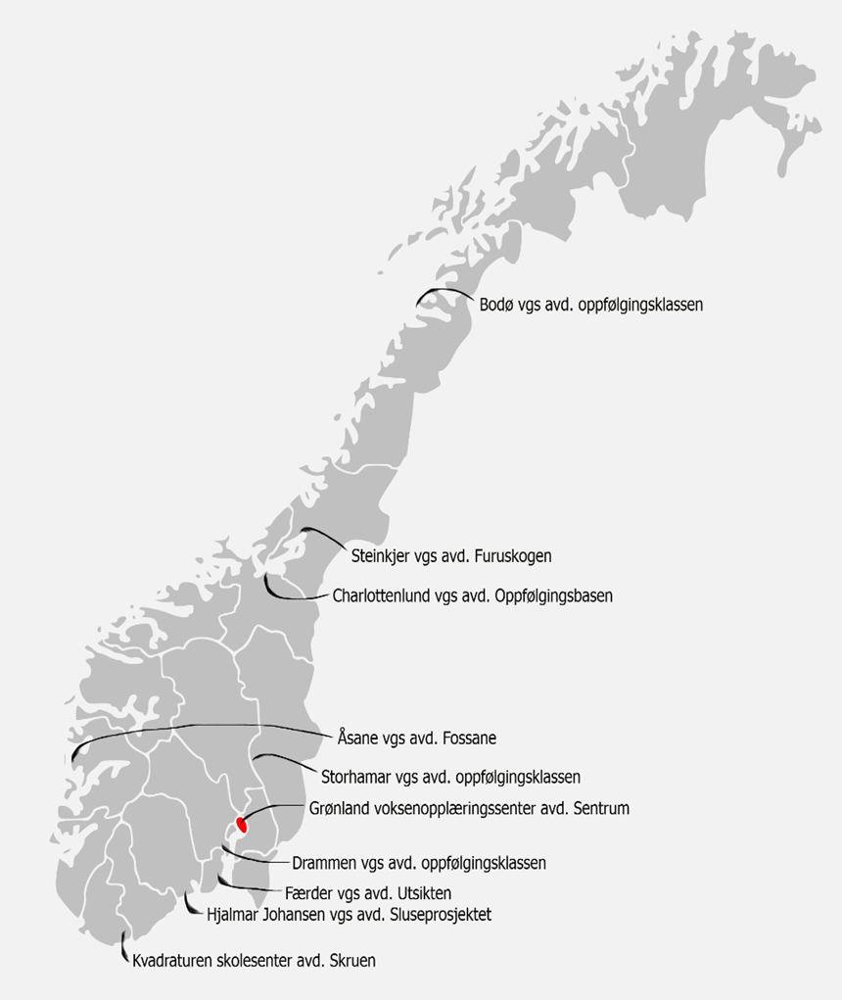 Bodø vgs avd. oppfølgingsklassen
Steinkjer vgs avd. Furuskogen
Charlottenlund vgs avd. Oppfølgingsbasen
Åsane vgs avd. Fossane
Storhamar vgs avd. oppfølgingsklassen
Grønland voksenopplæringssenter avd. Sentrum
Drammen vgs avd. oppfølgingsklassen
Færder vgs avd. Utsikten
Hjalmar Johansen vgs avd. Sluseprosjektet
Kvadraturen skolesenter avd. Skruen